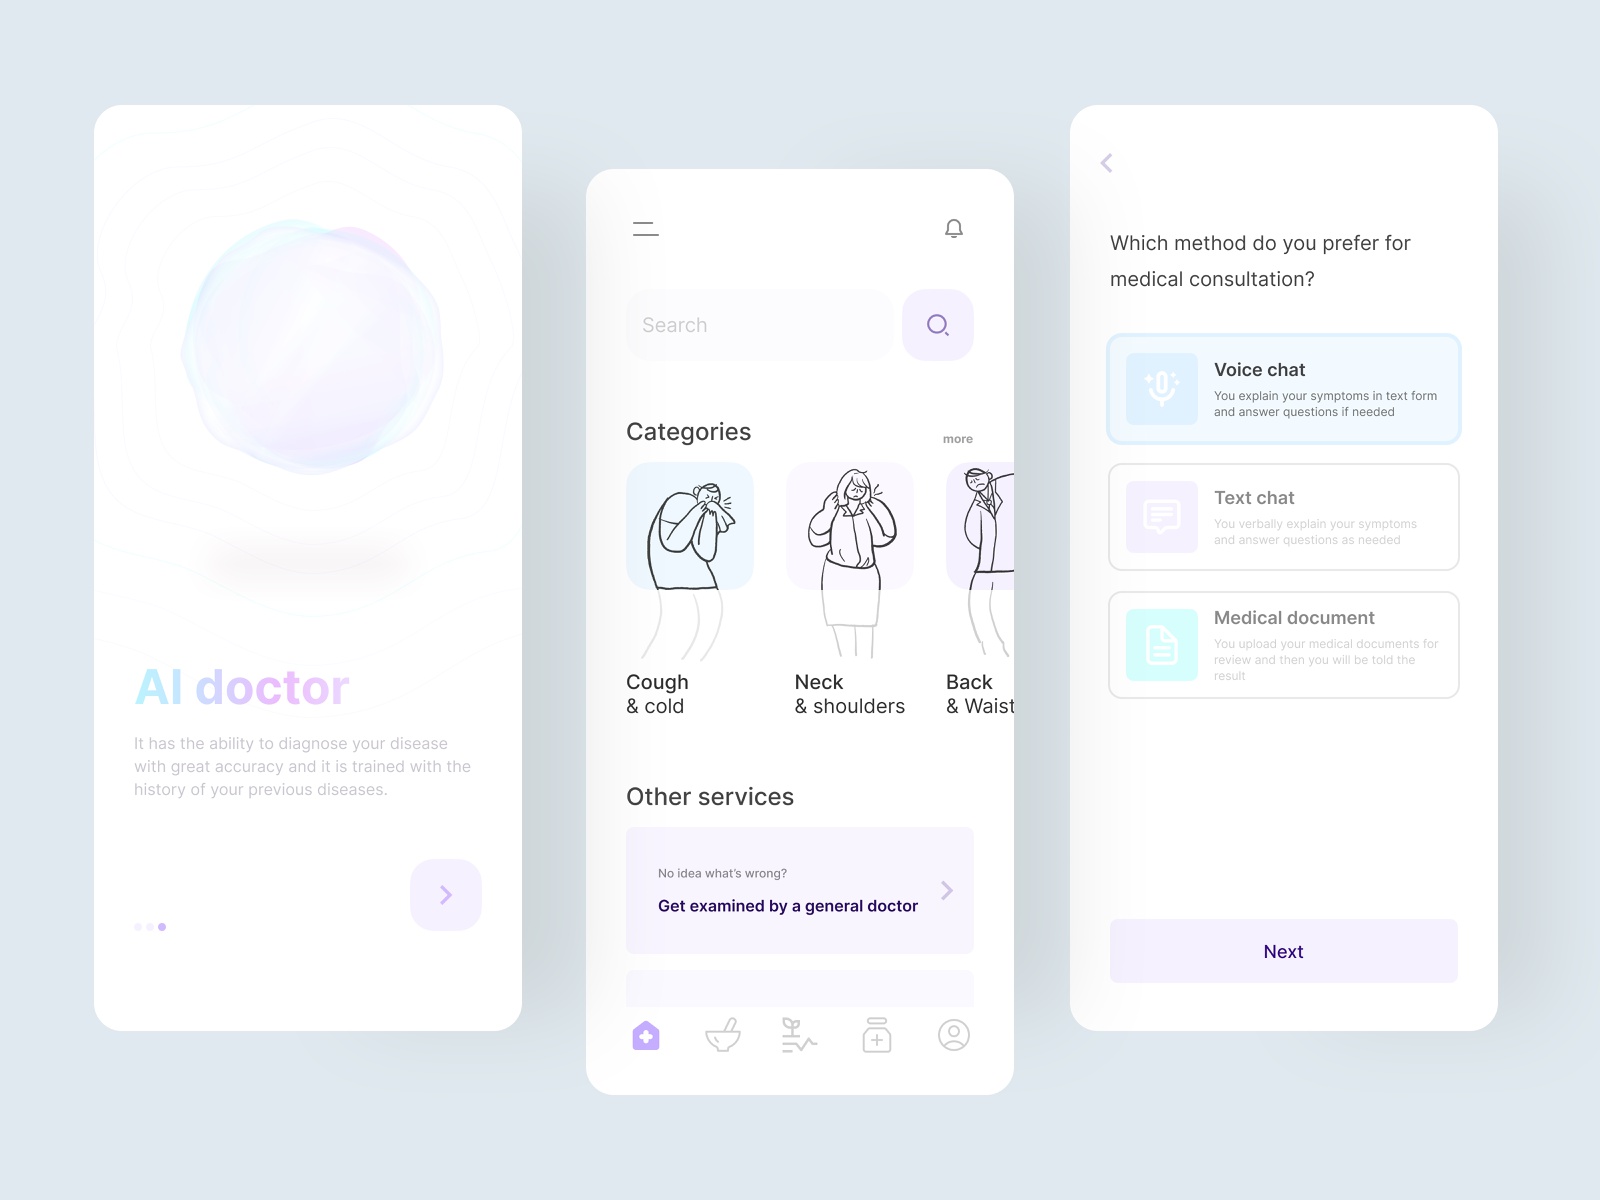 AI doctor
It has the ability to diagnose your disease
with great accuracy and it is trained with the
history of your previous diseases.
Search
Categories
more
Cough
& cold
Neck
& shoulders
Back
& Waist
Other services
No idea what's wrong?
Get examined by a general doctor
Which method do you prefer for
medical consultation?
Voice chat
You explain your symptoms in text form
and answer questions if needed
Text chat
You verbally explain your symptoms
and answer questions as needed
Medical document
You upload your medical documents for
review and then you will be told the
result
Next